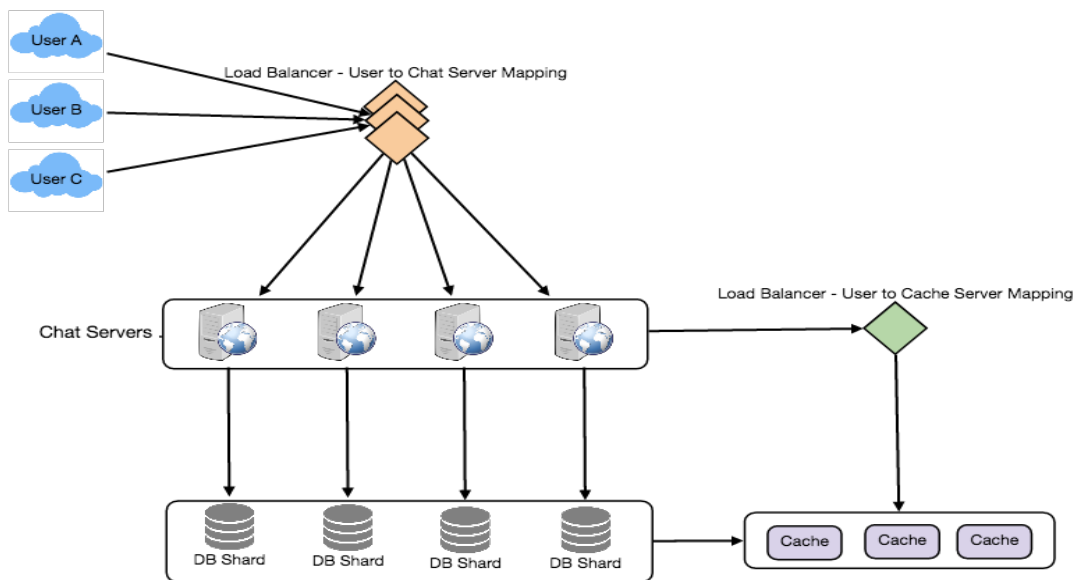 User A
Load Balancer - User to Chat Server Mapping
User B
User C
Load Balancer - User to Cache Server Mapping
Chat Servers
DB Shard
DB Shard
DB Shard
DB Shard
Cache
Cache
Cache